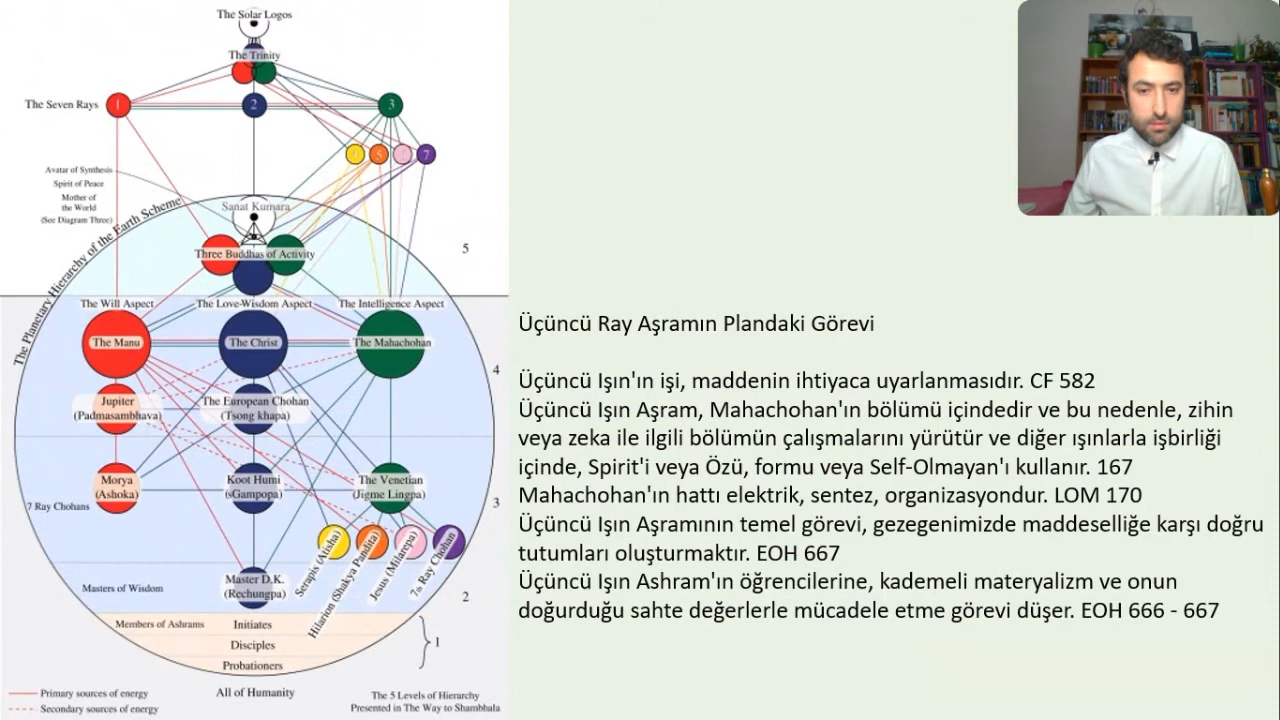 The Solar Logos
The Trinity
The Seven Rays
1
2
3
5
7
Avatar of Synthesis
Spirit of Peace
Mother of
the World
(See Diagram Three)
The Planetary Hierarchy of the Earth Scheme
Sanat Kumara
Three Buddhas of Activity
5
The Will Aspect
The Love-Wisdom Aspect
The Intelligence Aspect
The Manu
The Christ
The Mahachohan
4
Jupiter
(Padmasambhava)
The European Chohan
(Tsong khapa)
Morya
(Ashoka)
Koot Humi
(sGampopa)
The Venetian
(Jigme Lingpa)
3
7 Ray Chohans
Serapis (Atisha)
Hilarion (Shakya Pandita)
Jesus (Milarepa)
7th Ray Chohan
Masters of Wisdom
Master D.K.
(Rechungpa)
2
Members of Ashrams
Initiates
Disciples
Probationers
1
All of Humanity
Primary sources of energy
Secondary sources of energy
The 5 Levels of Hierarchy
Presented in The Way to Shambhala
Üçüncü Ray Aşramın Plandaki Görevi
Üçüncü Işın'ın işi, maddenin ihtiyaca uyarlanmasıdır. CF 582
Üçüncü Işın Aşram, Mahachohan'ın bölümü içindedir ve bu nedenle, zihin
veya zeka ile ilgili bölümün çalışmalarını yürütür ve diğer ışınlarla işbirliği
içinde, Spirit'i veya Özü, formu veya Self-Olmayan'ı kullanır. 167
Mahachohan'ın hattı elektrik, sentez, organizasyondur. LOM 170
Üçüncü Işın Aşramının temel görevi, gezegenimizde maddeselliğe karşı doğru
tutumları oluşturmaktır. EOH 667
Üçüncü Işın Ashram'ın öğrencilerine, kademeli materyalizm ve onun
doğurduğu sahte değerlerle mücadele etme görevi düşer. EOH 666 - 667